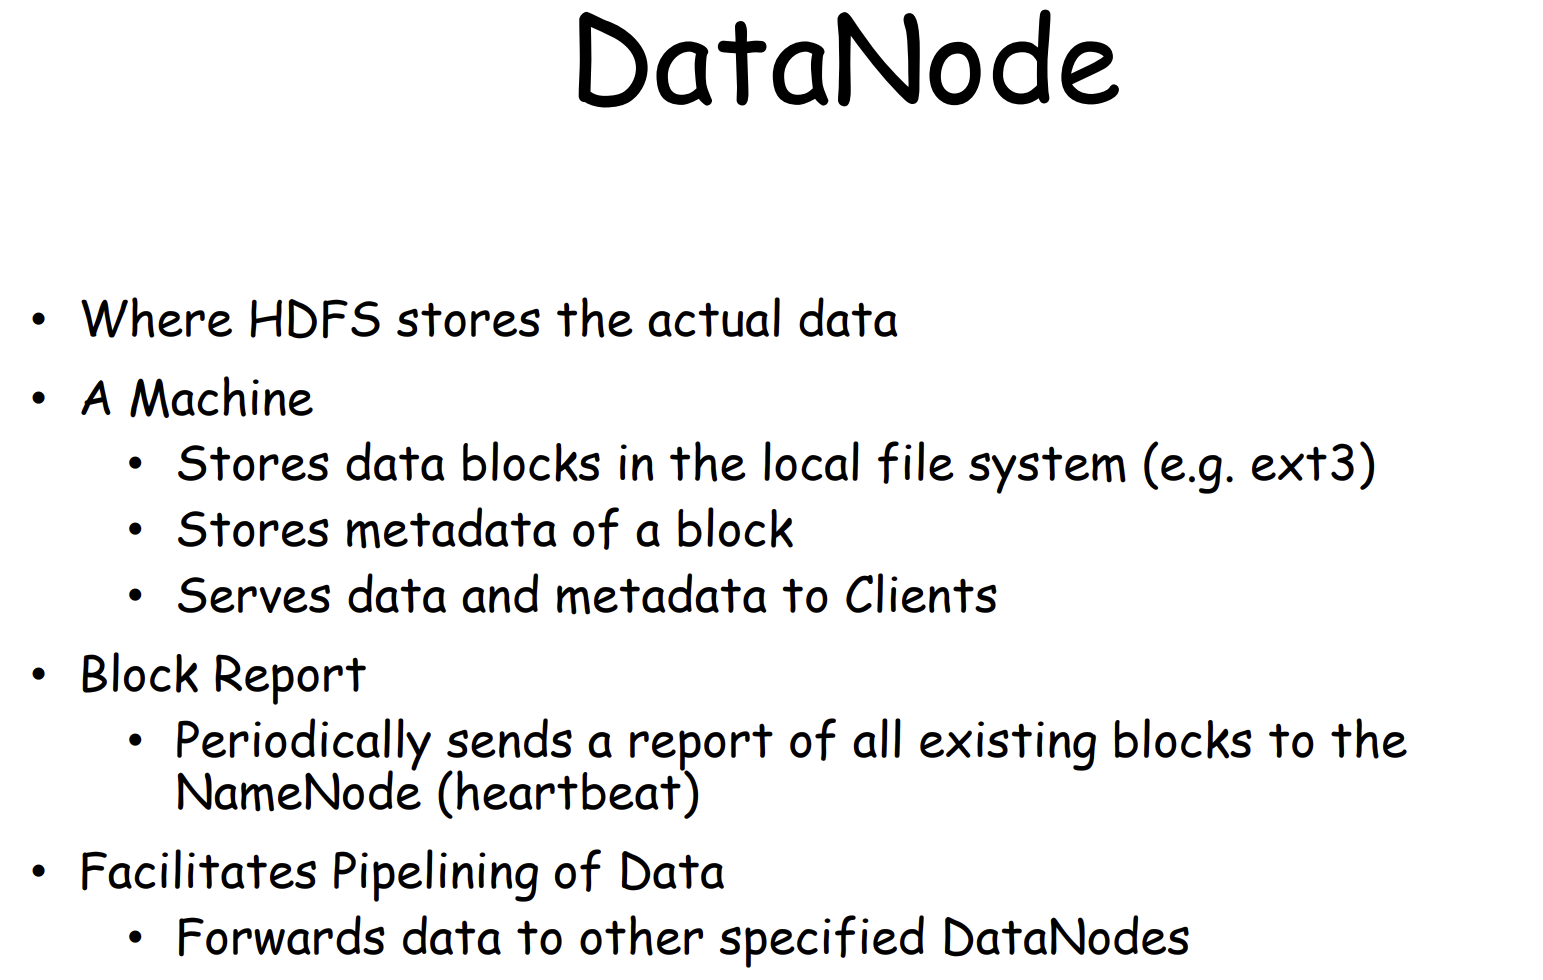 DataNode
• Where HDFS stores the actual data
• A Machine
• Stores data blocks in the local file system (e.g. ext3)
• Stores metadata of a block
• Serves data and metadata to Clients
• Block Report
• Periodically sends a report of all existing blocks to the
NameNode (heartbeat)
• Facilitates Pipelining of Data
• Forwards data to other specified DataNodes